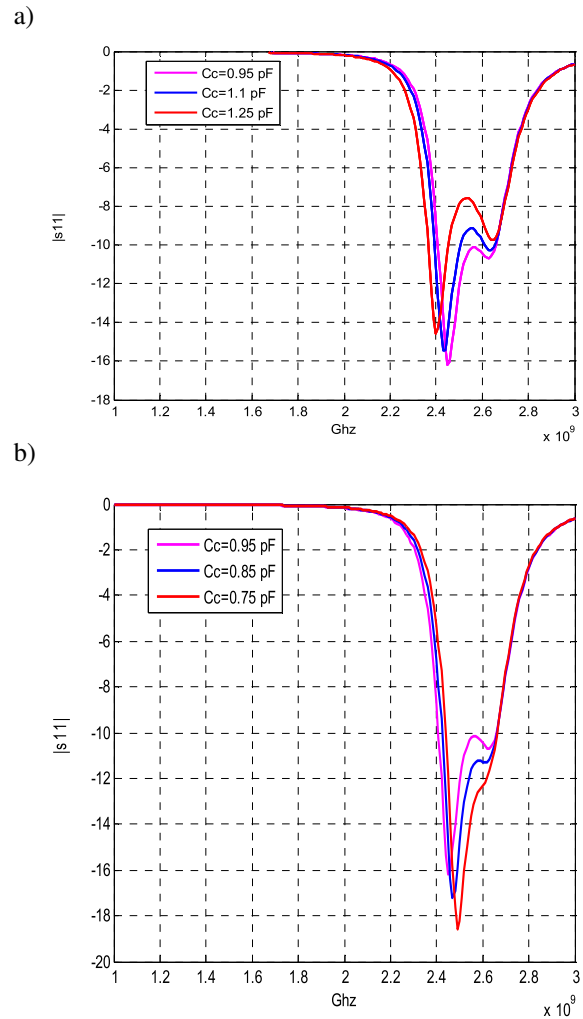 a)
0
-2
-4
-6
-8
-10
-12
-14
-16
-18
|s11|
Cc=0.95 pF
Cc=1.1 pF
Cc=1.25 pF
1 1.2 1.4 1.6 1.8 2 2.2 2.4 2.6 2.8 3
Ghz
x 10^9
b)
0
-2
-4
-6
-8
-10
-12
-14
-16
-18
-20
|s11|
Cc=0.95 pF
Cc=0.85 pF
Cc=0.75 pF
1 1.2 1.4 1.6 1.8 2 2.2 2.4 2.6 2.8 3
Ghz
x 10^9